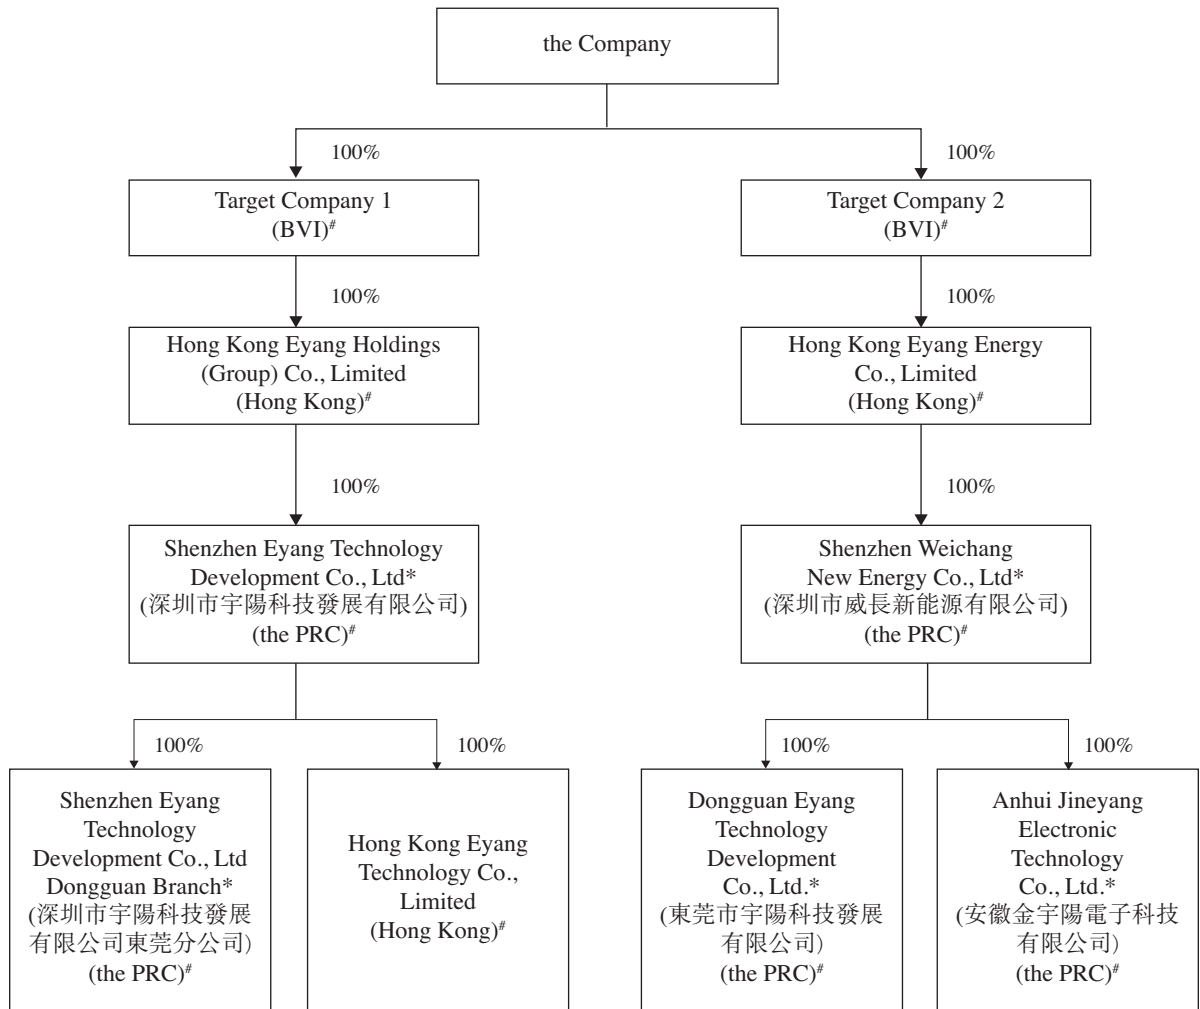 the Company
100%
100%
Target Company 1
(BVI)#
Target Company 2
(BVI)#
100%
100%
Hong Kong Eyang Holdings
(Group) Co., Limited
(Hong Kong)#
Hong Kong Eyang Energy
Co., Limited
(Hong Kong)#
100%
100%
Shenzhen Eyang Technology
Development Co., Ltd*
(深圳市宇陽科技發展有限公司)
(the PRC)#
Shenzhen Weichang
New Energy Co., Ltd*
(深圳市威長新能源有限公司)
(the PRC)#
100%
100%
100%
100%
Shenzhen Eyang
Technology
Development Co., Ltd
Dongguan Branch*
(深圳市宇陽科技發展
有限公司東莞分公司)
(the PRC)#
Hong Kong Eyang
Technology Co.,
Limited
(Hong Kong)#
Dongguan Eyang
Technology
Development
Co., Ltd.*
(東莞市宇陽科技發展
有限公司)
(the PRC)#
Anhui Jineyang
Electronic
Technology
Co., Ltd.*
(安徽金宇陽電子科技
有限公司)
(the PRC)#